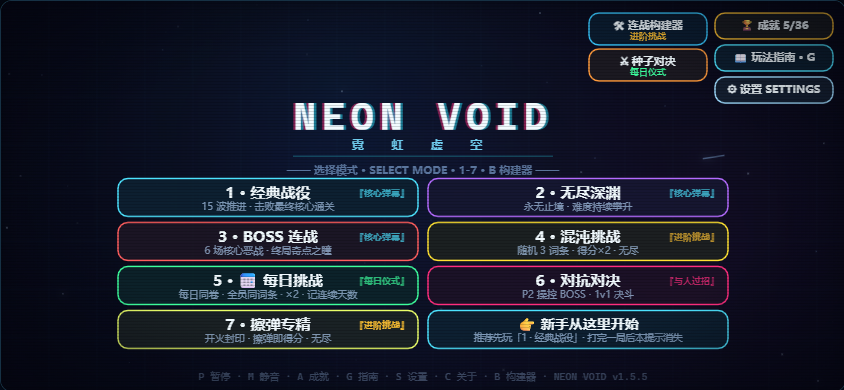 🛠 连战构建器
进阶挑战
🏆 成就 5/36
⚔ 种子对决
每日仪式
📖 玩法指南 · G
⚙ 设置 SETTINGS
NEON VOID
霓虹虚空
选择模式 • SELECT MODE • 1-7 • B 构建器
1 · 经典战役
『核心弹幕』
15 波推进 · 击败最终核心通关
2 · 无尽深渊
『核心弹幕』
永无止境 · 难度持续攀升
3 · BOSS 连战
『核心弹幕』
6 场核心恶战 · 终局奇点之瞳
4 · 混沌挑战
『进阶挑战』
随机 3 词条 · 得分×2 · 无尽
5 · 每日挑战
『每日仪式』
每日同卷 · 全员同词条 · ×2 · 记连续天数
6 · 对抗对决
『与人过招』
P2 操控 BOSS · 1v1 决斗
7 · 擦弹专精
『进阶挑战』
开火封印 · 擦弹即得分 · 无尽
👉 新手从这里开始
推荐先玩「1 · 经典战役」 · 打完一局后本提示消失
P 暂停 · M 静音 · A 成就 · G 指南 · S 设置 · C 关于 · B 构建器 · NEON VOID v1.5.5